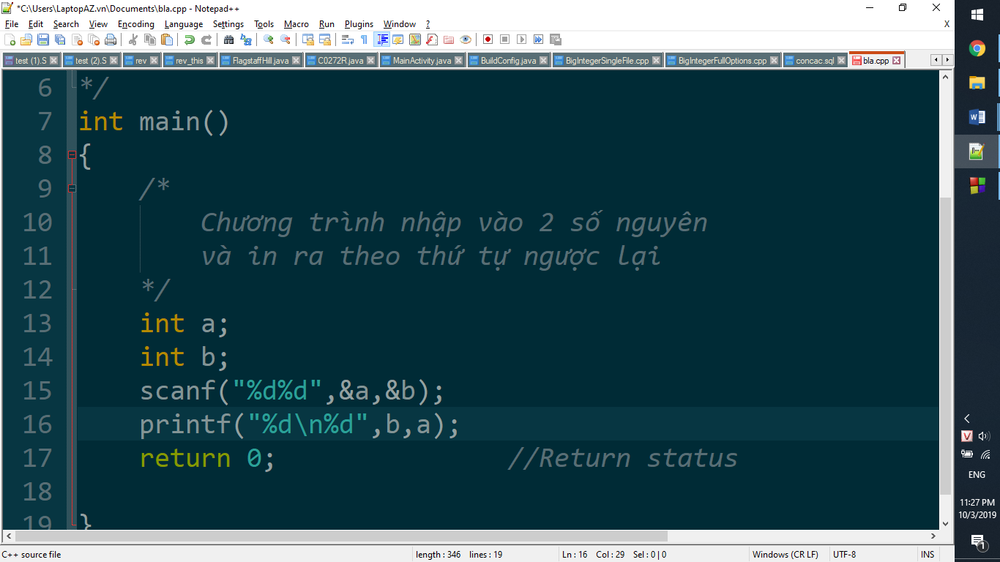 *C:\Users\LaptopAZ.vn\Documents\bla.cpp - Notepad++
File Edit Search View Encoding Language Settings Tools Macro Run Plugins Window ? X
test (1).S test (2).S rev rev_this FlagstaffHill.java C0272R.java MainActivity.java BuildConfig.java BigIntegerSingleFile.cpp BigIntegerFullOptions.cpp concac.sql bla.cpp
6 */
7 int main()
8 {
9 /*
10 Chương trình nhập vào 2 số nguyên
11 và in ra theo thứ tự ngược lại
12 */
13 int a;
14 int b;
15 scanf("%d%d",&a,&b);
16 printf("%d\n%d",b,a);
17 return 0; //Return status
18
19 }
C++ source file length : 346 lines : 19 Ln : 16 Col : 29 Sel : 0 | 0 Windows (CR LF) UTF-8 INS
ENG
11:27 PM
10/3/2019
1